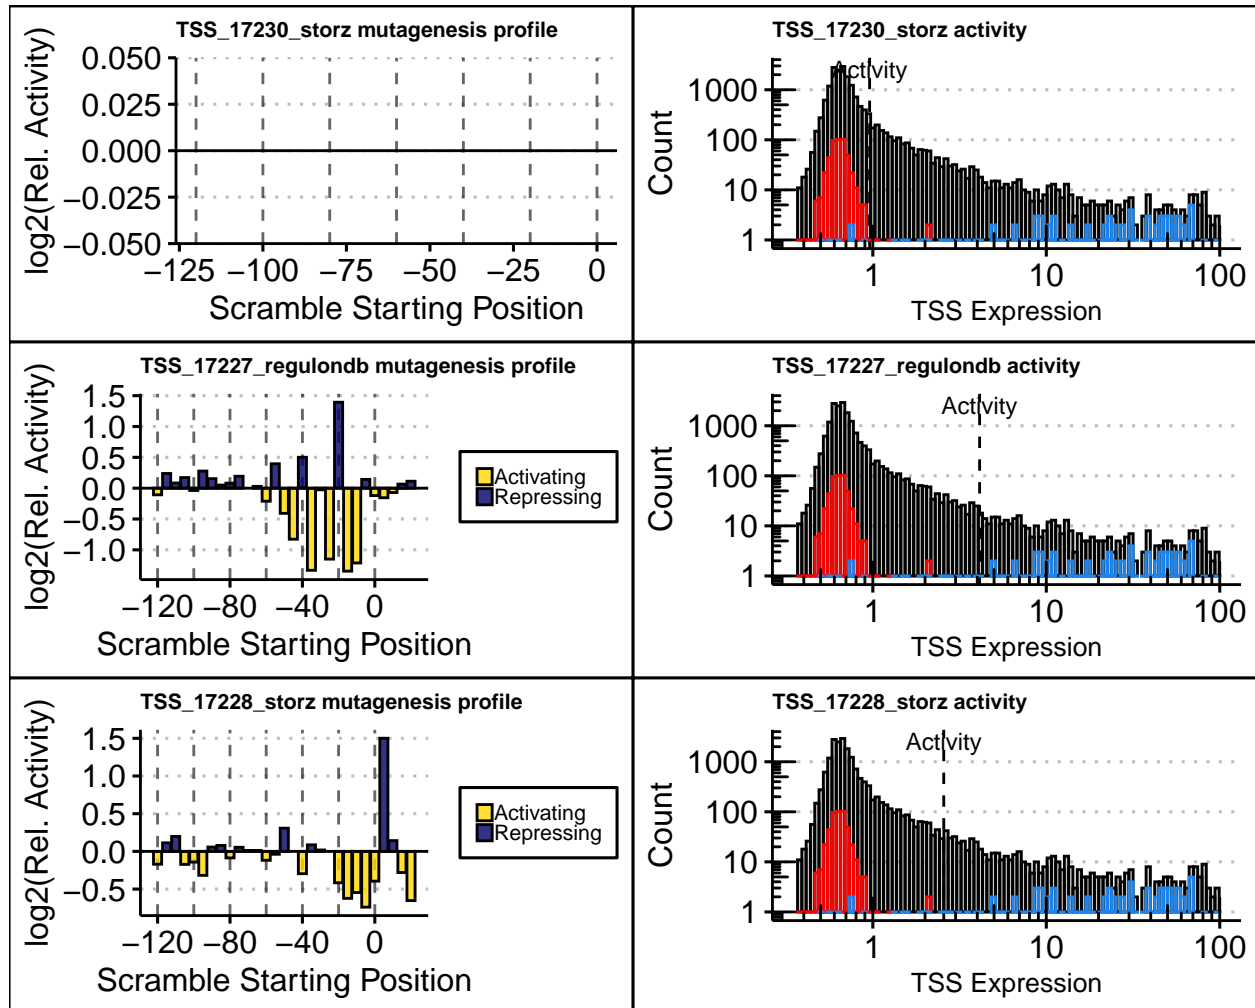 TSS_17230_storz mutagenesis profile
log2(Rel. Activity)
0.050
0.025
0.000
−0.025
−0.050
−125 −100 −75 −50 −25 0
Scramble Starting Position
TSS_17230_storz activity
Activity
Count
1000
100
10
1
1 10 100
TSS Expression
TSS_17227_regulondb mutagenesis profile
log2(Rel. Activity)
1.5
1.0
0.5
0.0
−0.5
−1.0
−120 −80 −40 0
Scramble Starting Position
Activating
Repressing
TSS_17227_regulondb activity
Activity
Count
1000
100
10
1
1 10 100
TSS Expression
TSS_17228_storz mutagenesis profile
log2(Rel. Activity)
1.5
1.0
0.5
0.0
−0.5
−120 −80 −40 0
Scramble Starting Position
Activating
Repressing
TSS_17228_storz activity
Activity
Count
1000
100
10
1
1 10 100
TSS Expression